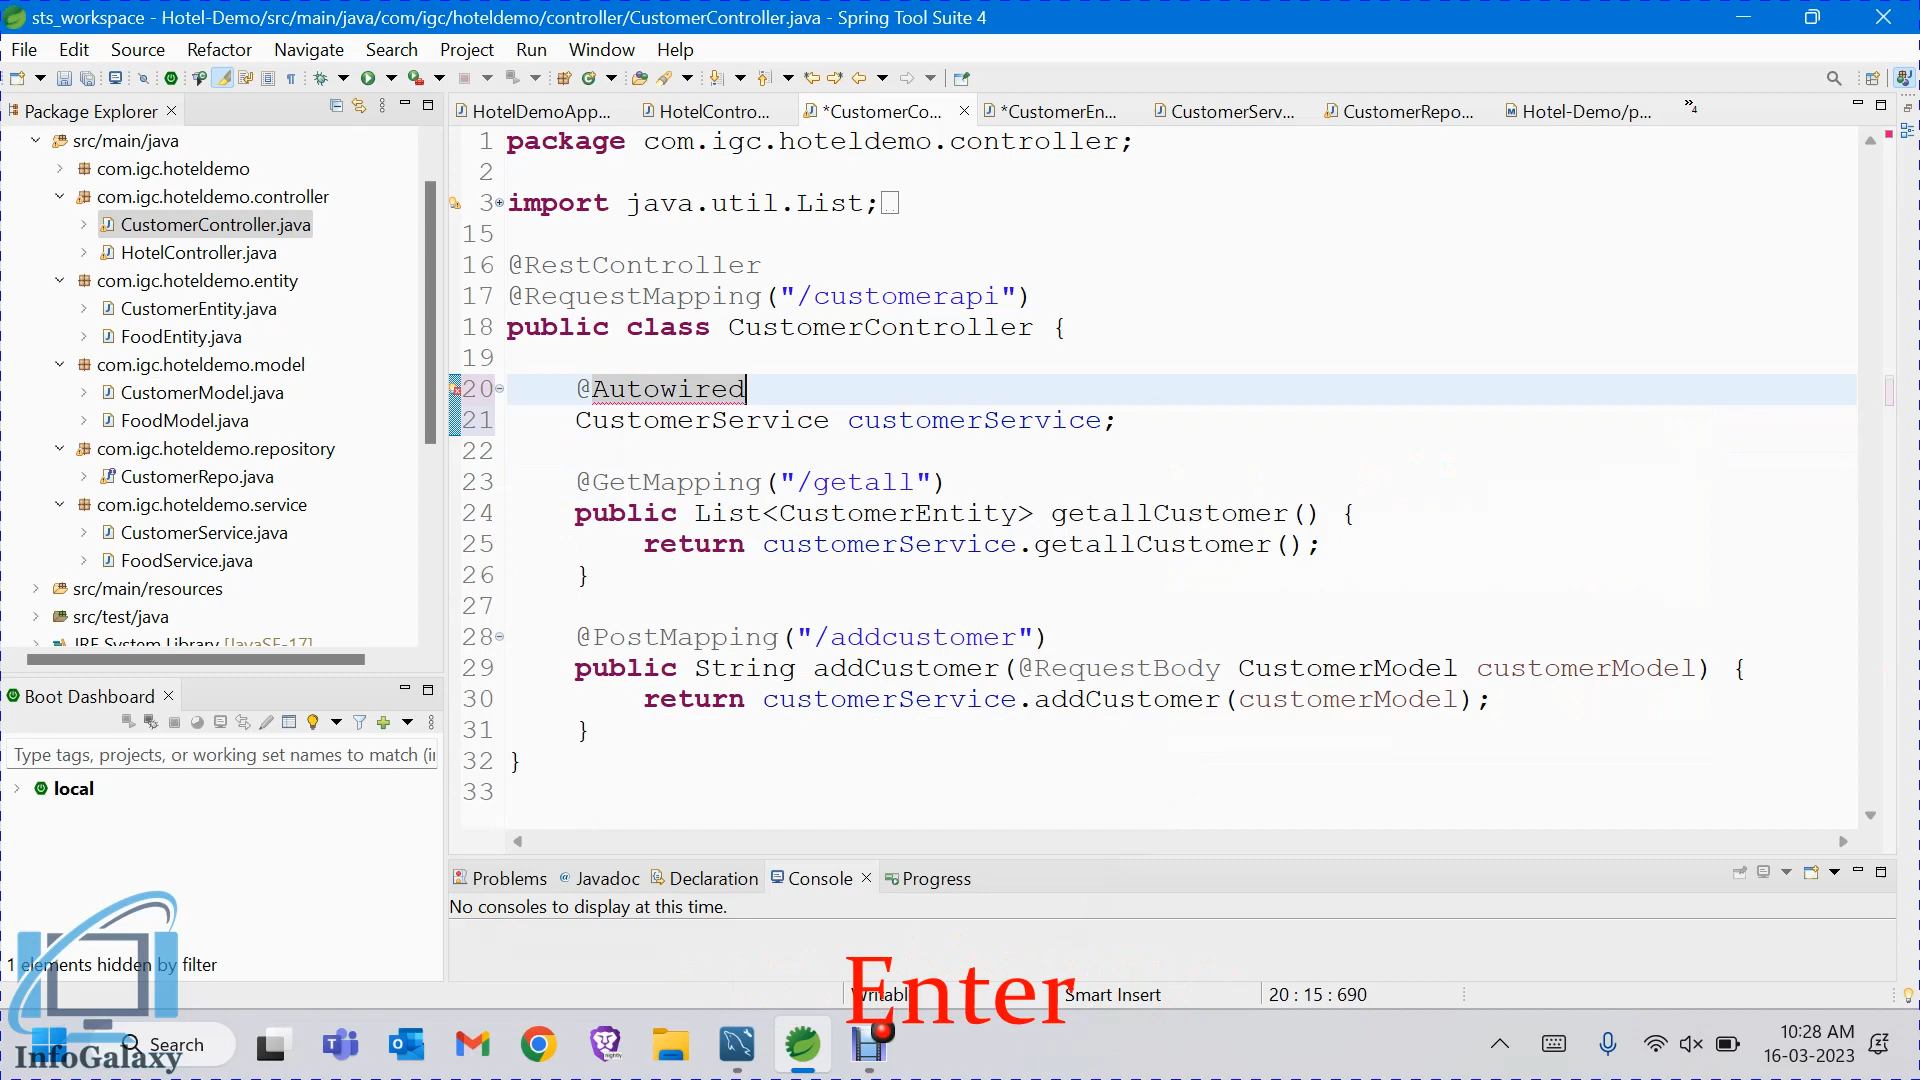 sts_workspace - Hotel-Demo/src/main/java/com/igc/hoteldemo/controller/CustomerController.java - Spring Tool Suite 4
File Edit Source Refactor Navigate Search Project Run Window Help
Package Explorer
src/main/java
com.igc.hoteldemo
com.igc.hoteldemo.controller
CustomerController.java
HotelController.java
com.igc.hoteldemo.entity
CustomerEntity.java
FoodEntity.java
com.igc.hoteldemo.model
CustomerModel.java
FoodModel.java
com.igc.hoteldemo.repository
CustomerRepo.java
com.igc.hoteldemo.service
CustomerService.java
FoodService.java
src/main/resources
src/test/java
JRE System Library [JavaSE-17]
Boot Dashboard
Type tags, projects, or working set names to match (i
local
1 elements hidden by filter
HotelDemoApp... HotelContro... *CustomerCo... *CustomerEn... CustomerServ... CustomerRepo... Hotel-Demo/p... »4
1 package com.igc.hoteldemo.controller;
2
3 import java.util.List;
15
16 @RestController
17 @RequestMapping("/customerapi")
18 public class CustomerController {
19
20 @Autowired
21 CustomerService customerService;
22
23 @GetMapping("/getall")
24 public List<CustomerEntity> getallCustomer() {
25 return customerService.getallCustomer();
26 }
27
28 @PostMapping("/addcustomer")
29 public String addCustomer(@RequestBody CustomerModel customerModel) {
30 return customerService.addCustomer(customerModel);
31 }
32 }
33
Problems Javadoc Declaration Console Progress
No consoles to display at this time.
Enter
Writabl Smart Insert 20 : 15 : 690
InfoGalaxy
Search
10:28 AM
16-03-2023